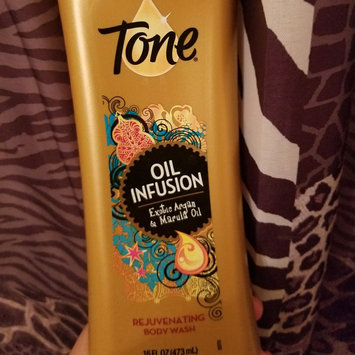 Tone®
OIL
INFUSION
Exotic Argan
& Marula Oil
REJUVENATING
BODY WASH
16 FL OZ (473 mL)